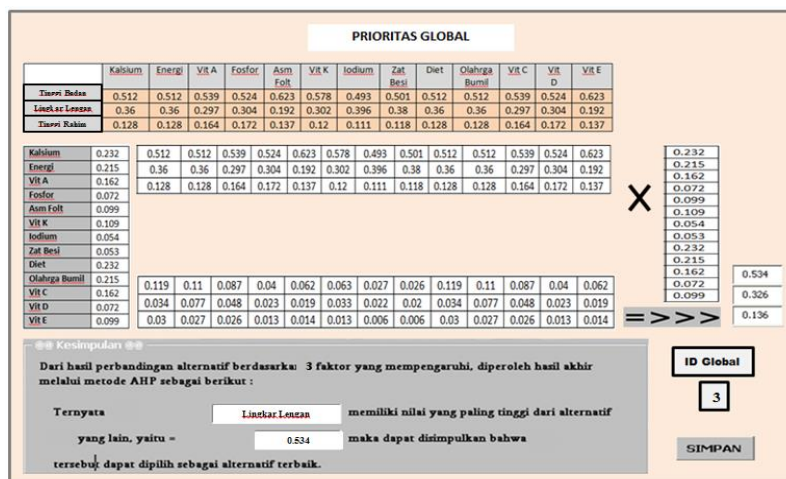 PRIORITAS GLOBAL
Kalsium Energi Vit A Fosfor Asm Folt Vit K Iodium Zat Besi Diet Olahrga Bumil Vit C Vit D Vit E
Tinggi Badan 0.512 0.512 0.539 0.524 0.623 0.578 0.493 0.501 0.512 0.512 0.539 0.524 0.623
Lingkar Lengan 0.36 0.36 0.297 0.304 0.192 0.302 0.396 0.38 0.36 0.36 0.297 0.304 0.192
Tinggi Rahim 0.128 0.128 0.164 0.172 0.137 0.12 0.111 0.118 0.128 0.128 0.164 0.172 0.137
Kalsium 0.232
Energi 0.215
Vit A 0.162
Fosfor 0.072
Asm Folt 0.099
Vit K 0.109
Iodium 0.054
Zat Besi 0.053
Diet 0.232
Olahrga Bumil 0.215
Vit C 0.162
Vit D 0.072
Vit E 0.099
0.512 0.512 0.539 0.524 0.623 0.578 0.493 0.501 0.512 0.512 0.539 0.524 0.623
0.36 0.36 0.297 0.304 0.192 0.302 0.396 0.38 0.36 0.36 0.297 0.304 0.192
0.128 0.128 0.164 0.172 0.137 0.12 0.111 0.118 0.128 0.128 0.164 0.172 0.137
X
0.232
0.215
0.162
0.072
0.099
0.109
0.054
0.053
0.232
0.215
0.162
0.072
0.099
0.119 0.11 0.087 0.04 0.062 0.063 0.027 0.026 0.119 0.11 0.087 0.04 0.062
0.034 0.077 0.048 0.023 0.019 0.033 0.022 0.02 0.034 0.077 0.048 0.023 0.019
0.03 0.027 0.026 0.013 0.014 0.013 0.006 0.006 0.03 0.027 0.026 0.013 0.014
=>>>
0.534
0.326
0.136
@@ Kesimpulan @@
Dari hasil perbandingan alternatif berdasarkan 3 faktor yang mempengaruhi, diperoleh hasil akhir
melalui metode AHP sebagai berikut :
Ternyata Lingkar Lengan memiliki nilai yang paling tinggi dari alternatif
yang lain, yaitu = 0.534 maka dapat disimpulkan bahwa
tersebut dapat dipilih sebagai alternatif terbaik.
ID Global
3
SIMPAN